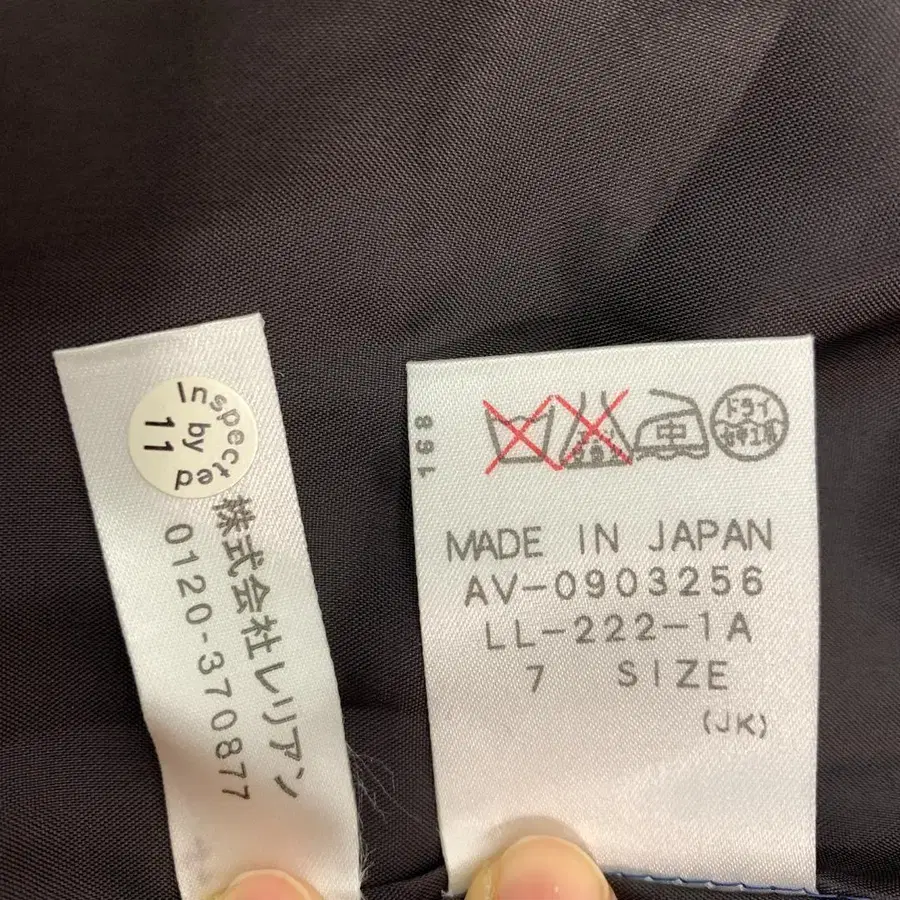 Inspected
by
11
株式会社レリアン
0120-370877
168
中
ドライ
MADE IN JAPAN
AV-0903256
LL-222-1A
7 SIZE
(JK)